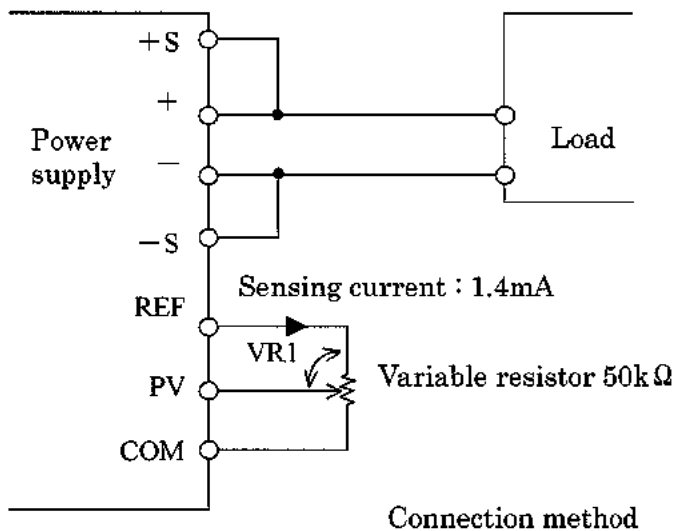 +S
+
Power
supply
−
Load
−S
Sensing current : 1.4mA
REF
VR1
Variable resistor 50kΩ
PV
COM
Connection method